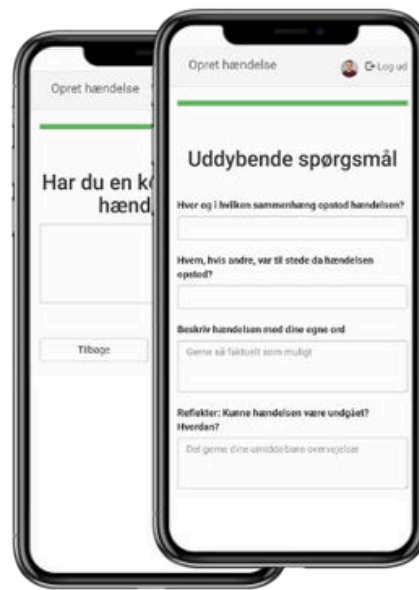 Opret hændelse
Har du en
hænd
Tilbage
Opret hændelse
Log ud
Uddybende spørgsmål
Hvor og i hvilken sammenhæng opstod hændelsen?
Hvem, hvis andre, var til stede da hændelsen
opstod?
Beskriv hændelsen med dine egne ord
Gerne så faktuelt som muligt
Reflekter: Kunne hændelsen være undgået?
Hvordan?
Del gerne dine umiddelbare overvejelser